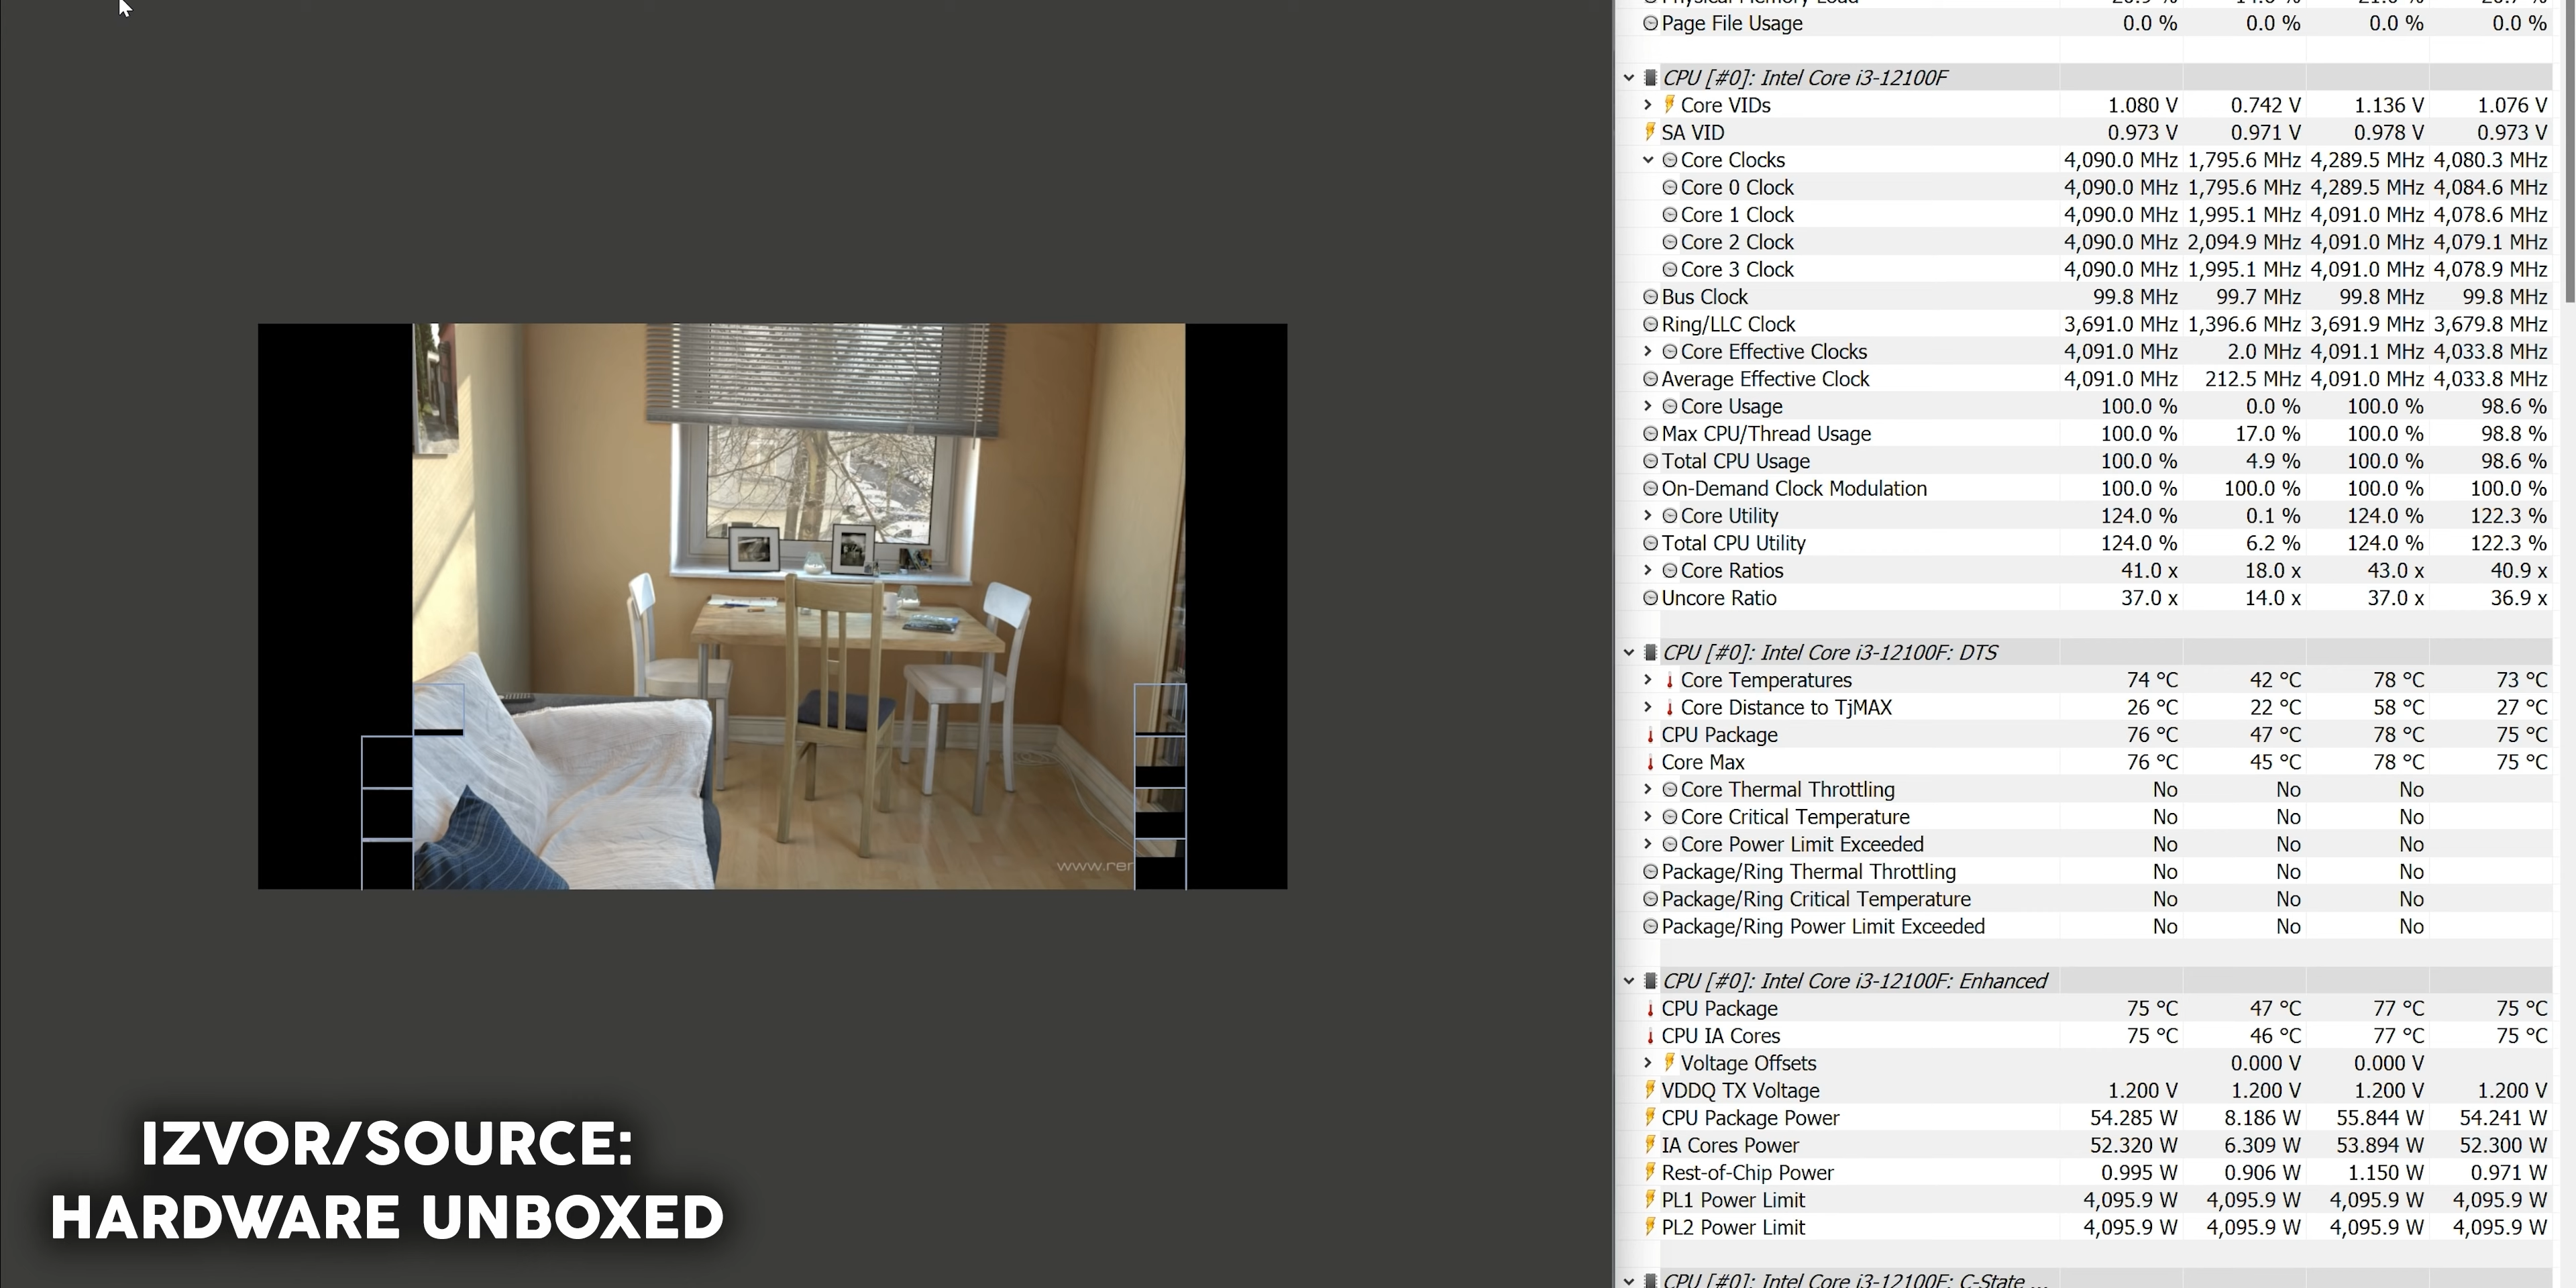 Page File Usage 0.0 % 0.0 % 0.0 % 0.0 %
CPU [#0]: Intel Core i3-12100F
Core VIDs 1.080 V 0.742 V 1.136 V 1.076 V
SA VID 0.973 V 0.971 V 0.978 V 0.973 V
Core Clocks 4,090.0 MHz 1,795.6 MHz 4,289.5 MHz 4,080.3 MHz
Core 0 Clock 4,090.0 MHz 1,795.6 MHz 4,289.5 MHz 4,084.6 MHz
Core 1 Clock 4,090.0 MHz 1,995.1 MHz 4,091.0 MHz 4,078.6 MHz
Core 2 Clock 4,090.0 MHz 2,094.9 MHz 4,091.0 MHz 4,079.1 MHz
Core 3 Clock 4,090.0 MHz 1,995.1 MHz 4,091.0 MHz 4,078.9 MHz
Bus Clock 99.8 MHz 99.7 MHz 99.8 MHz 99.8 MHz
Ring/LLC Clock 3,691.0 MHz 1,396.6 MHz 3,691.9 MHz 3,679.8 MHz
Core Effective Clocks 4,091.0 MHz 2.0 MHz 4,091.1 MHz 4,033.8 MHz
Average Effective Clock 4,091.0 MHz 212.5 MHz 4,091.0 MHz 4,033.8 MHz
Core Usage 100.0 % 0.0 % 100.0 % 98.6 %
Max CPU/Thread Usage 100.0 % 17.0 % 100.0 % 98.8 %
Total CPU Usage 100.0 % 4.9 % 100.0 % 98.6 %
On-Demand Clock Modulation 100.0 % 100.0 % 100.0 % 100.0 %
Core Utility 124.0 % 0.1 % 124.0 % 122.3 %
Total CPU Utility 124.0 % 6.2 % 124.0 % 122.3 %
Core Ratios 41.0 x 18.0 x 43.0 x 40.9 x
Uncore Ratio 37.0 x 14.0 x 37.0 x 36.9 x
CPU [#0]: Intel Core i3-12100F: DTS
Core Temperatures 74 °C 42 °C 78 °C 73 °C
Core Distance to TjMAX 26 °C 22 °C 58 °C 27 °C
CPU Package 76 °C 47 °C 78 °C 75 °C
Core Max 76 °C 45 °C 78 °C 75 °C
Core Thermal Throttling No No No
Core Critical Temperature No No No
Core Power Limit Exceeded No No No
Package/Ring Thermal Throttling No No No
Package/Ring Critical Temperature No No No
Package/Ring Power Limit Exceeded No No No
CPU [#0]: Intel Core i3-12100F: Enhanced
CPU Package 75 °C 47 °C 77 °C 75 °C
CPU IA Cores 75 °C 46 °C 77 °C 75 °C
Voltage Offsets 0.000 V 0.000 V
VDDQ TX Voltage 1.200 V 1.200 V 1.200 V 1.200 V
CPU Package Power 54.285 W 8.186 W 55.844 W 54.241 W
IA Cores Power 52.320 W 6.309 W 53.894 W 52.300 W
Rest-of-Chip Power 0.995 W 0.906 W 1.150 W 0.971 W
PL1 Power Limit 4,095.9 W 4,095.9 W 4,095.9 W 4,095.9 W
PL2 Power Limit 4,095.9 W 4,095.9 W 4,095.9 W 4,095.9 W
CPU [#0]: Intel Core i3-12100F: C-State ...
www.rer
IZVOR/SOURCE:
HARDWARE UNBOXED